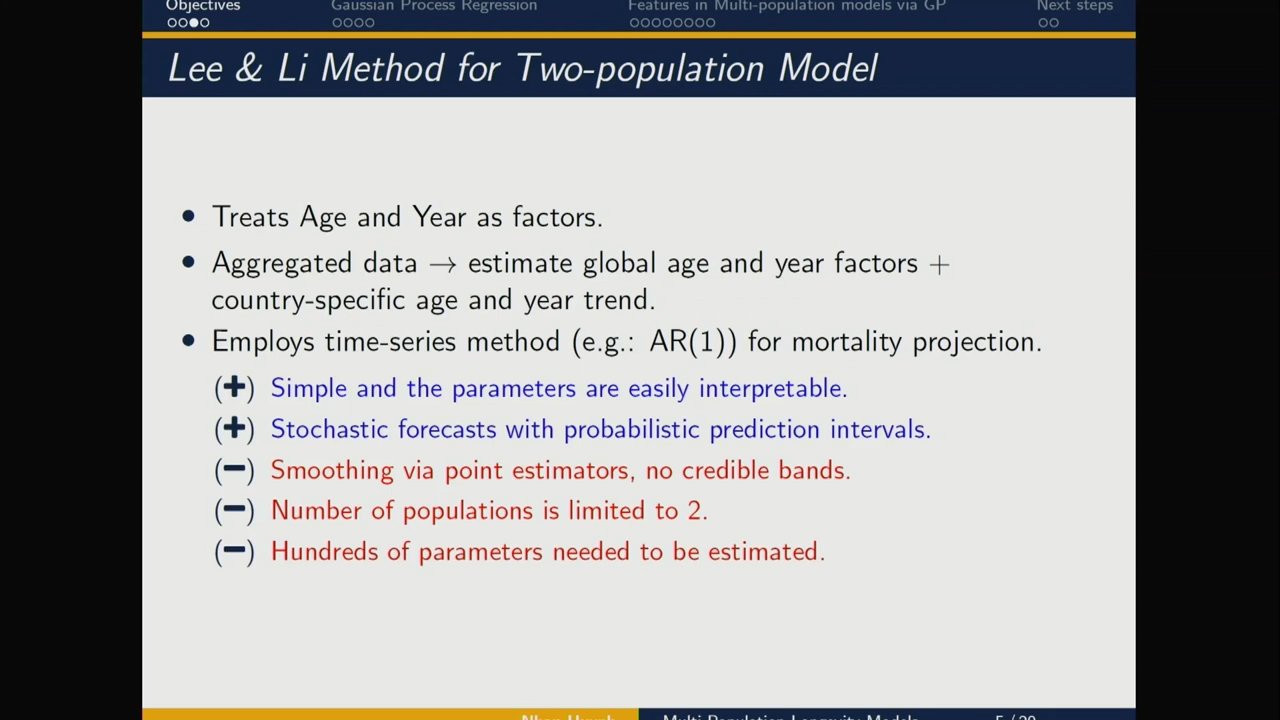 Objectives Gaussian Process Regression Features in Multi-population models via GP Next steps
Lee & Li Method for Two-population Model
• Treats Age and Year as factors.
• Aggregated data → estimate global age and year factors +
country-specific age and year trend.
• Employs time-series method (e.g.: AR(1)) for mortality projection.
(+) Simple and the parameters are easily interpretable.
(+) Stochastic forecasts with probabilistic prediction intervals.
(−) Smoothing via point estimators, no credible bands.
(−) Number of populations is limited to 2.
(−) Hundreds of parameters needed to be estimated.
Nhan Huynh Multi-Population Longevity Models 5 / 20